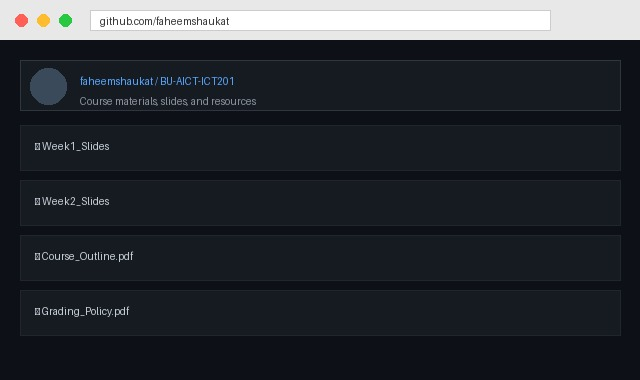 github.com/faheemshaukat
faheemshaukat / BU-AICT-ICT201
Course materials, slides, and resources
Week1_Slides
Week2_Slides
Course_Outline.pdf
Grading_Policy.pdf